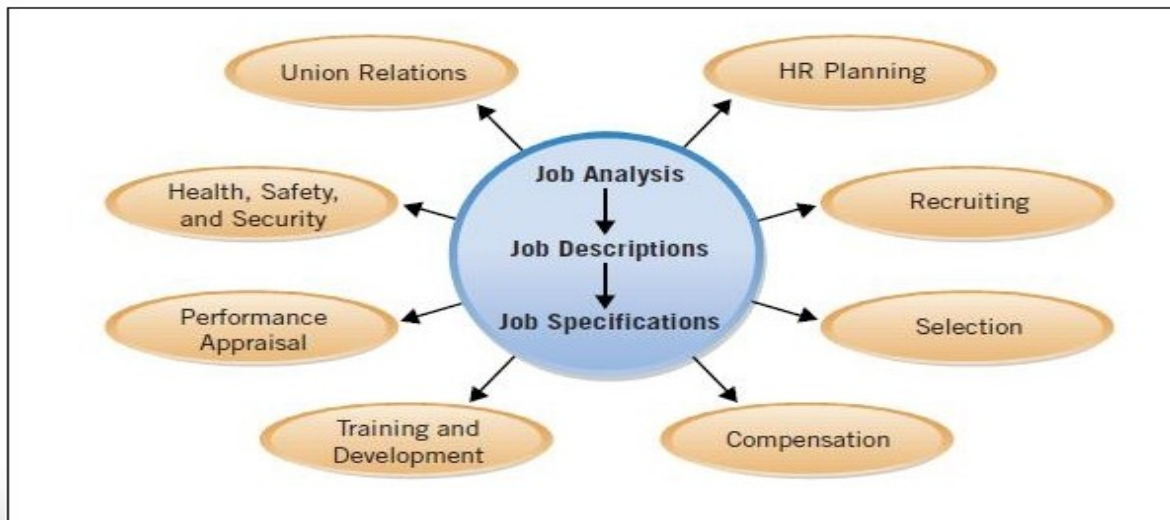 Union Relations
HR Planning
Job Analysis
Health, Safety,
and Security
Recruiting
Job Descriptions
Performance
Appraisal
Job Specifications
Selection
Training and
Development
Compensation